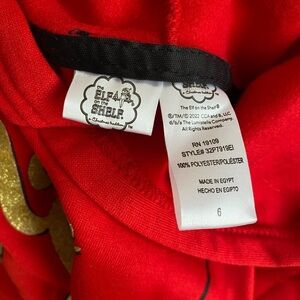 the
ELF
on the
SHELF
a Christmas tradition
TM
The Elf on the Shelf®
®/TM/© 2022 CCA and B, LLC
d/b/a The Lumistella Company.
All Rights Reserved.
RN 19109
STYLE# 32PT919EI
100% POLYESTER/POLIÉSTER
MADE IN EGYPT
HECHO EN EGIPTO
6